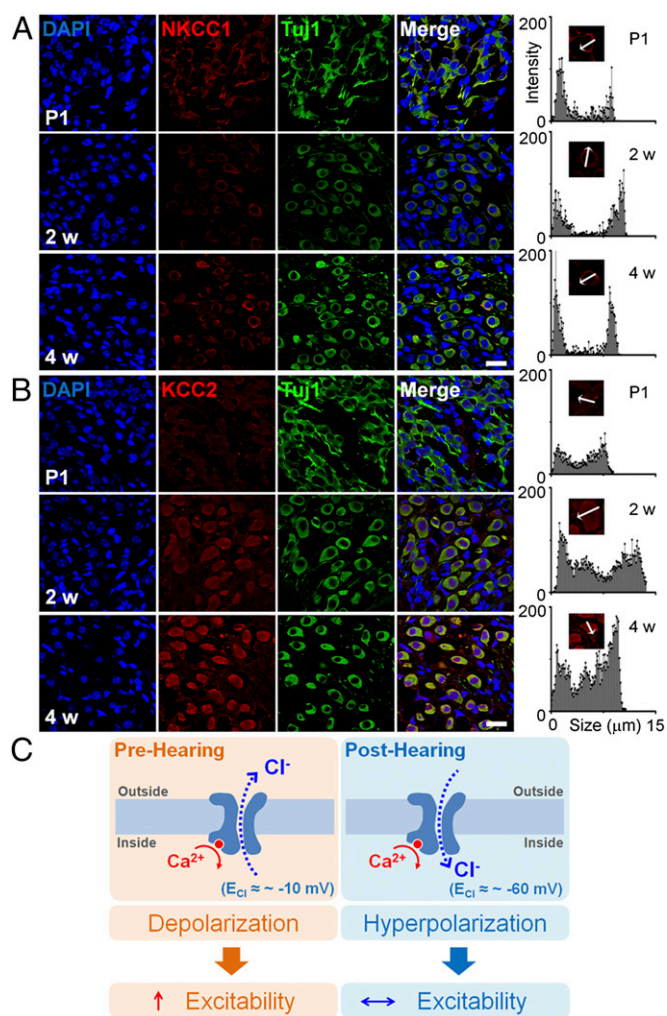 A
DAPI
NKCC1
Tuj1
Merge
P1
2 w
4 w
200
Intensity
0
P1
200
0
2 w
200
0
4 w
B
DAPI
KCC2
Tuj1
Merge
P1
2 w
4 w
200
0
P1
200
0
2 w
200
0
4 w
0 Size (μm) 15
C
Pre-Hearing
Cl-
Outside
Inside
Ca2+
(ECl ≈ ~ -10 mV)
Depolarization
↑ Excitability
Post-Hearing
Outside
Inside
Ca2+
Cl-
(ECl ≈ ~ -60 mV)
Hyperpolarization
↔ Excitability